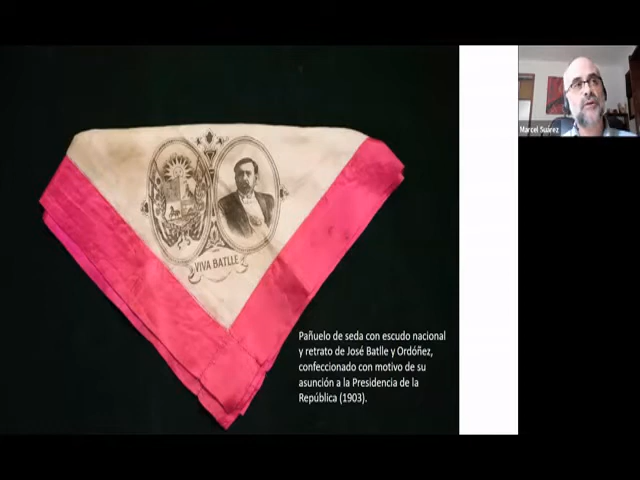 Marcel Suárez
VIVA BATLLE
Pañuelo de seda con escudo nacional
y retrato de José Batlle y Ordóñez,
confeccionado con motivo de su
asunción a la Presidencia de la
República (1903).